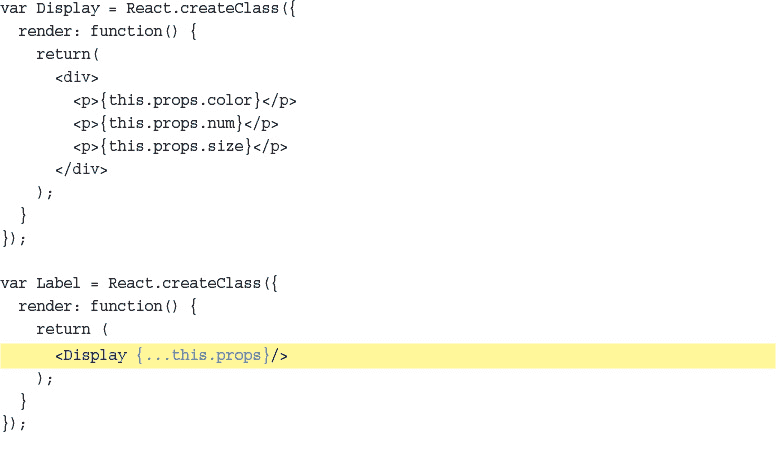 var Display = React.createClass({
  render: function() {
    return(
      <div>
        <p>{this.props.color}</p>
        <p>{this.props.num}</p>
        <p>{this.props.size}</p>
      </div>
    );
  }
});

var Label = React.createClass({
  render: function() {
    return (
      <Display {...this.props}/>
    );
  }
});